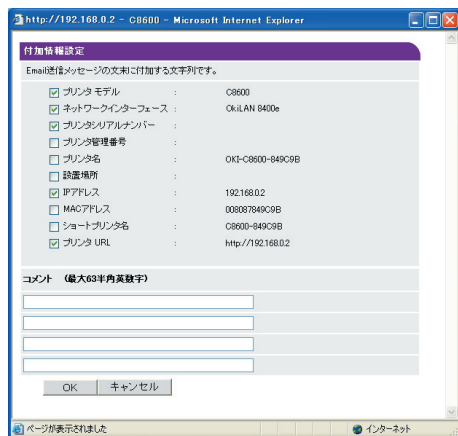 http://192.168.0.2 - C8600 - Microsoft Internet Explorer
付加情報設定
Email送信メッセージの文末に付加する文字列です。
プリンタ モデル : C8600
ネットワークインターフェース : OkiLAN 8400e
プリンタシリアルナンバー :
プリンタ管理番号 :
プリンタ名 : OKI-C8600-849C9B
設置場所 :
IPアドレス : 192.168.0.2
MACアドレス : 008087849C9B
ショートプリンタ名 : C8600-849C9B
プリンタ URL : http://192.168.0.2
コメント (最大63半角英数字)
OK キャンセル
ページが表示されました インターネット